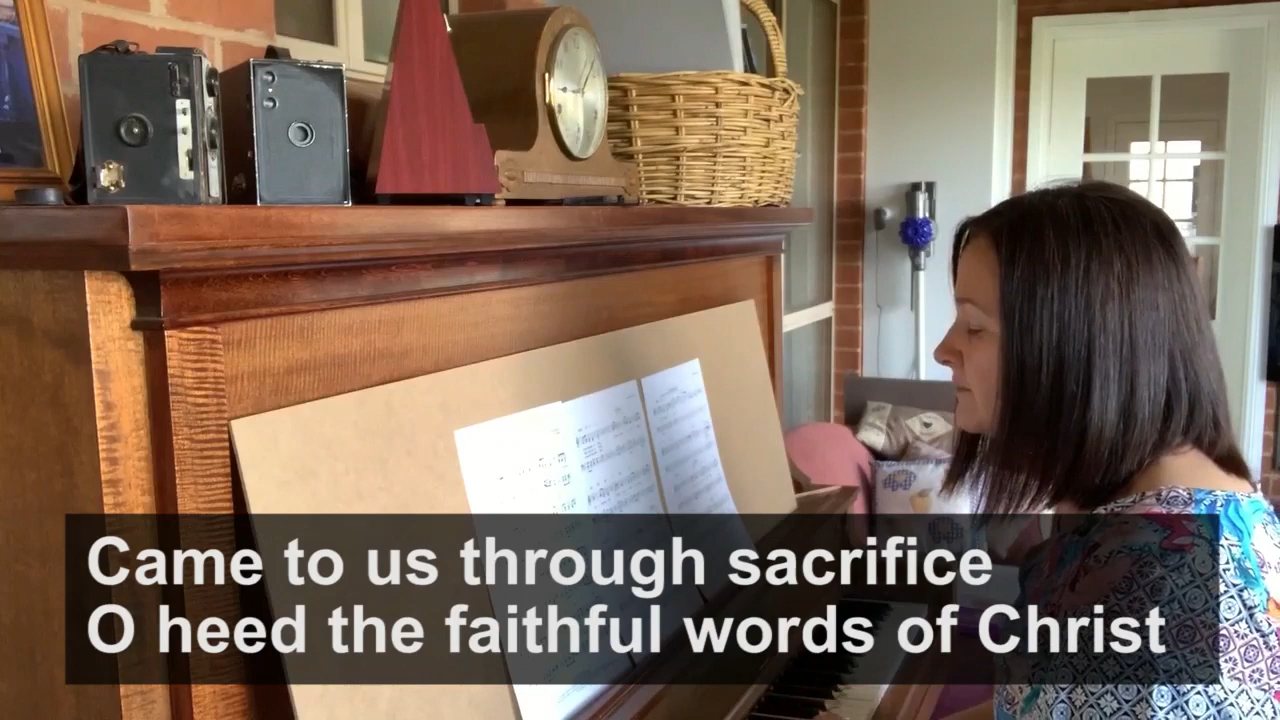 Came to us through sacrifice
O heed the faithful words of Christ